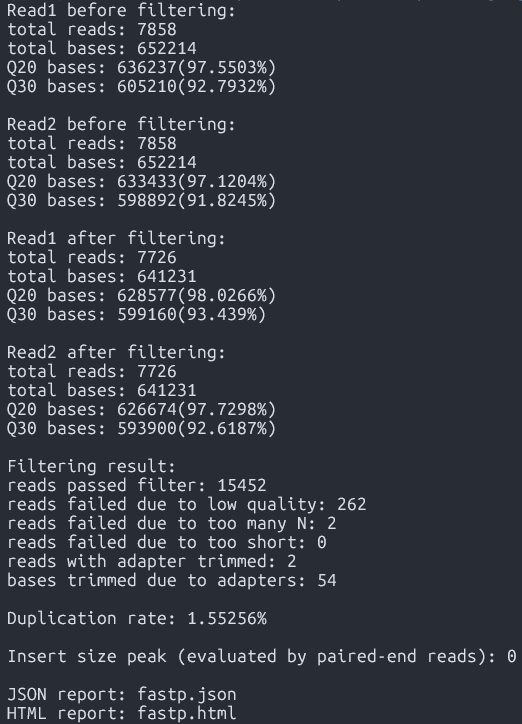 Read1 before filtering:
total reads: 7858
total bases: 652214
Q20 bases: 636237(97.5503%)
Q30 bases: 605210(92.7932%)
Read2 before filtering:
total reads: 7858
total bases: 652214
Q20 bases: 633433(97.1204%)
Q30 bases: 598892(91.8245%)
Read1 after filtering:
total reads: 7726
total bases: 641231
Q20 bases: 628577(98.0266%)
Q30 bases: 599160(93.439%)
Read2 after filtering:
total reads: 7726
total bases: 641231
Q20 bases: 626674(97.7298%)
Q30 bases: 593900(92.6187%)
Filtering result:
reads passed filter: 15452
reads failed due to low quality: 262
reads failed due to too many N: 2
reads failed due to too short: 0
reads with adapter trimmed: 2
bases trimmed due to adapters: 54
Duplication rate: 1.55256%
Insert size peak (evaluated by paired-end reads): 0
JSON report: fastp.json
HTML report: fastp.html